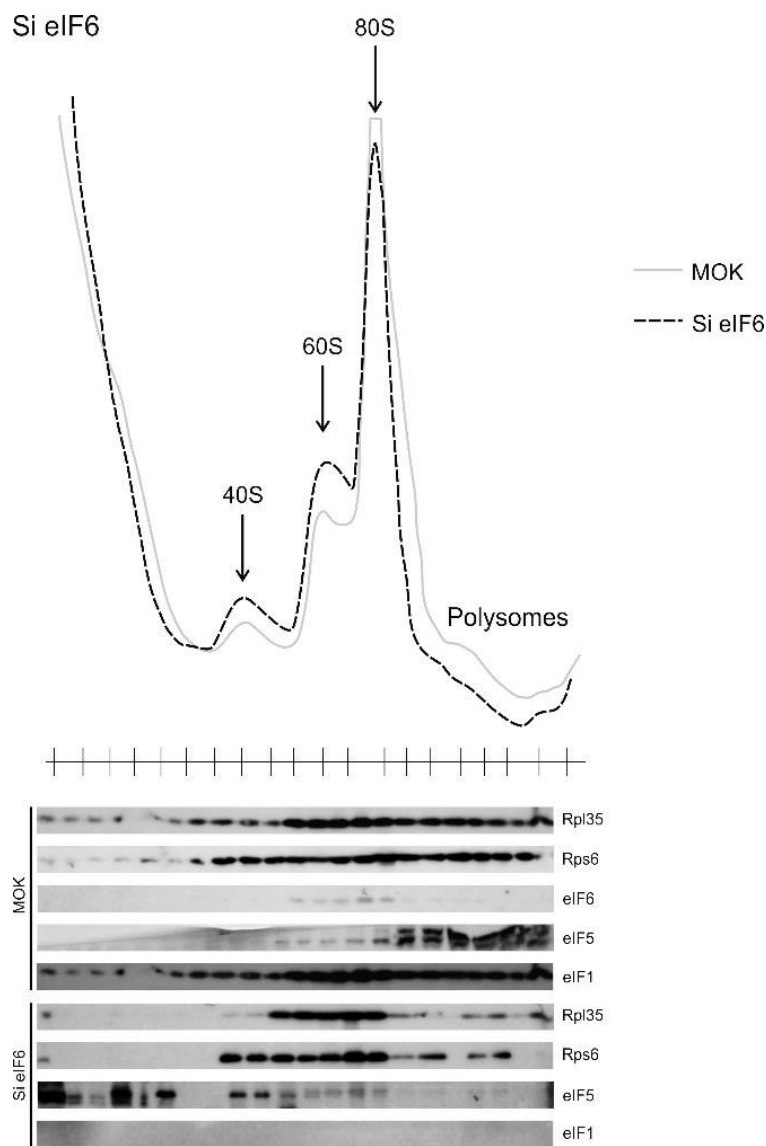 Si eIF6
80S
60S
40S
Polysomes
MOK
Si eIF6
MOK
Rpl35
Rps6
eIF6
eIF5
eIF1
Si eIF6
Rpl35
Rps6
eIF5
eIF1